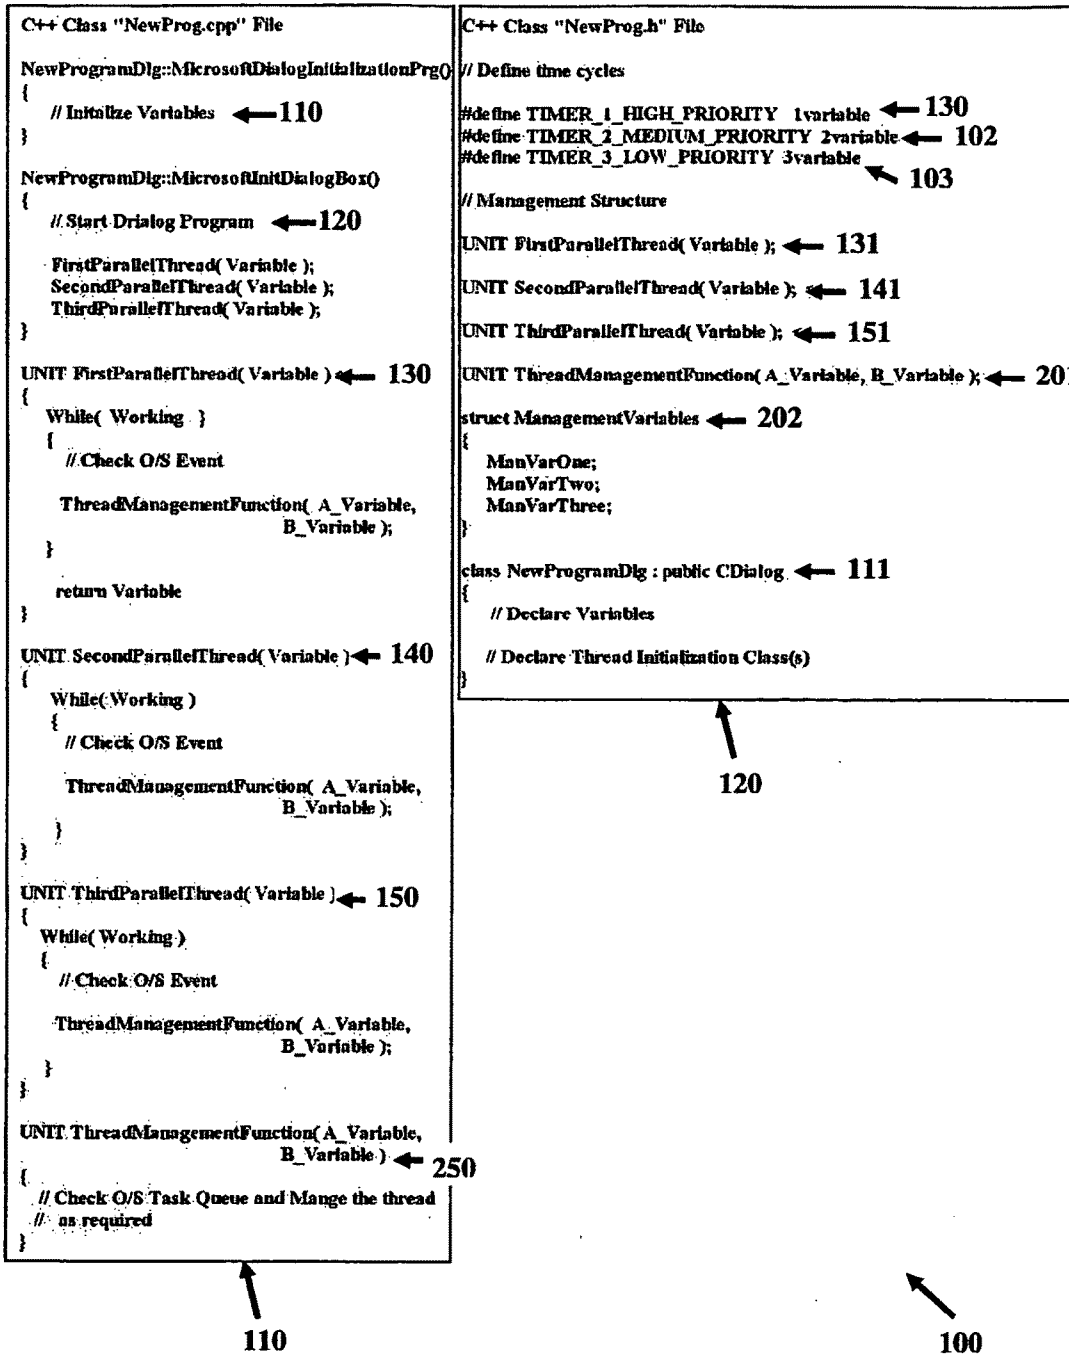 C++ Class "NewProg.cpp" File
NewProgramDlg::MicrosoftDialogInitializationPrg()
{
// Initalize Variables 110
}
NewProgramDlg::MicrosoftInitDialogBox()
{
// Start Drialog Program 120
FirstParallelThread( Variable );
SecondParallelThread( Variable );
ThirdParallelThread( Variable );
}
UNIT FirstParallelThread( Variable ) 130
{
While( Working }
{
// Check O/S Event
ThreadManagementFunction( A_Variable,
B_Variable );
}
return Variable
}
UNIT SecondParallelThread( Variable ) 140
{
While( Working )
{
// Check O/S Event
ThreadManagementFunction( A_Variable,
B_Variable );
}
}
UNIT ThirdParallelThread( Variable ) 150
{
While( Working )
{
// Check O/S Event
ThreadManagementFunction( A_Variable,
B_Variable );
}
}
UNIT ThreadManagementFunction( A_Variable,
B_Variable ) 250
{
// Check O/S Task Queue and Mange the thread
// as required
}
110
C++ Class "NewProg.h" File
// Define time cycles
#define TIMER_1_HIGH_PRIORITY 1variable 130
#define TIMER_2_MEDIUM_PRIORITY 2variable 102
#define TIMER_3_LOW_PRIORITY 3variable
103
// Management Structure
UNIT FirstParallelThread( Variable ); 131
UNIT SecondParallelThread( Variable ); 141
UNIT ThirdParallelThread( Variable ); 151
UNIT ThreadManagementFunction( A_Variable, B_Variable ); 201
struct ManagementVariables 202
{
ManVarOne;
ManVarTwo;
ManVarThree;
}
class NewProgramDlg : public CDialog 111
{
// Declare Variables
// Declare Thread Initialization Class(s)
}
120
100